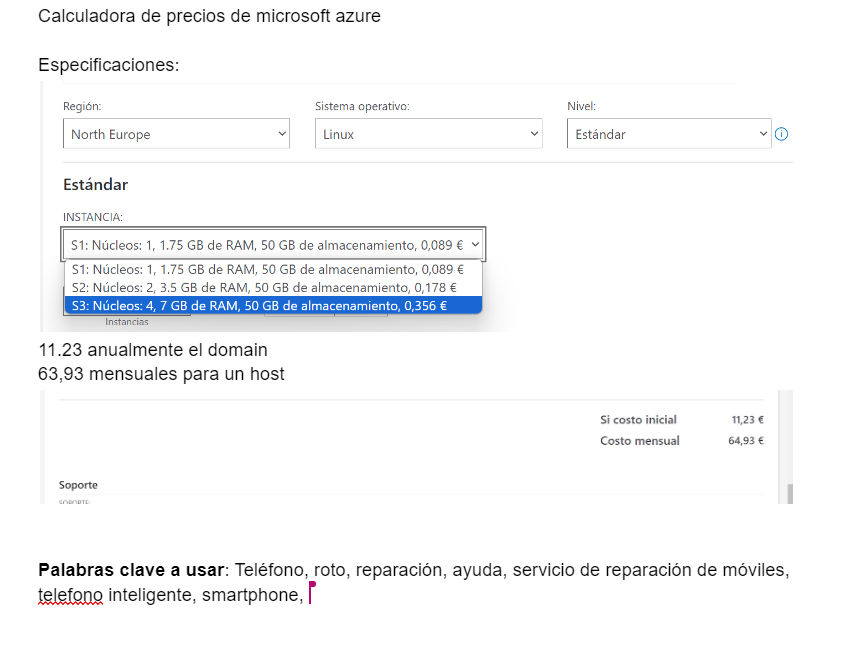 Calculadora de precios de microsoft azure
Especificaciones:
Región: Sistema operativo: Nivel:
North Europe Linux Estándar
Estándar
INSTANCIA:
S1: Núcleos: 1, 1.75 GB de RAM, 50 GB de almacenamiento, 0,089 €
S1: Núcleos: 1, 1.75 GB de RAM, 50 GB de almacenamiento, 0,089 €
S2: Núcleos: 2, 3.5 GB de RAM, 50 GB de almacenamiento, 0,178 €
S3: Núcleos: 4, 7 GB de RAM, 50 GB de almacenamiento, 0,356 €
Instancias
11.23 anualmente el domain
63,93 mensuales para un host
Si costo inicial 11,23 €
Costo mensual 64,93 €
Soporte
SOPORTE:
Palabras clave a usar: Teléfono, roto, reparación, ayuda, servicio de reparación de móviles,
telefono inteligente, smartphone,